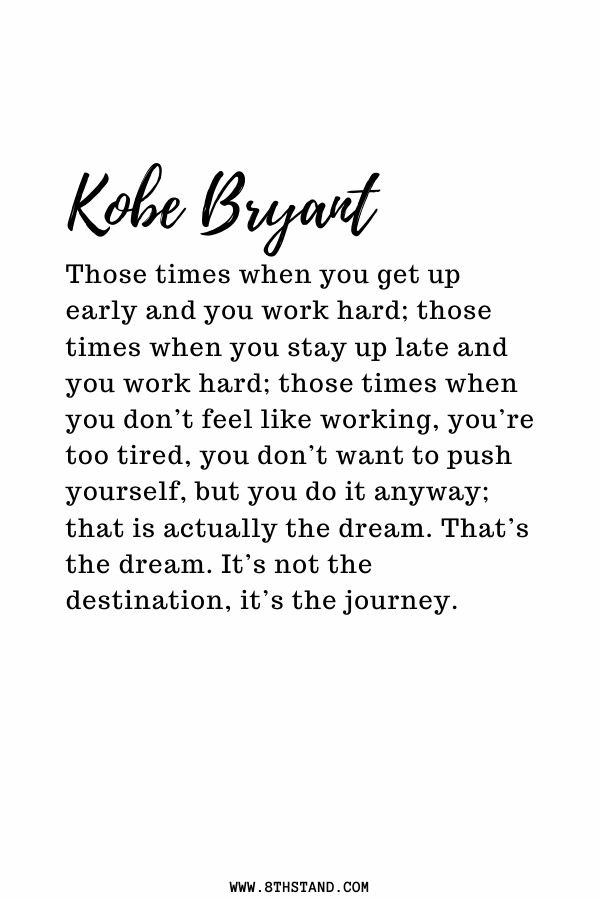 Kobe Bryant
Those times when you get up
early and you work hard; those
times when you stay up late and
you work hard; those times when
you don’t feel like working, you’re
too tired, you don’t want to push
yourself, but you do it anyway;
that is actually the dream. That’s
the dream. It’s not the
destination, it’s the journey.
WWW.8THSTAND.COM